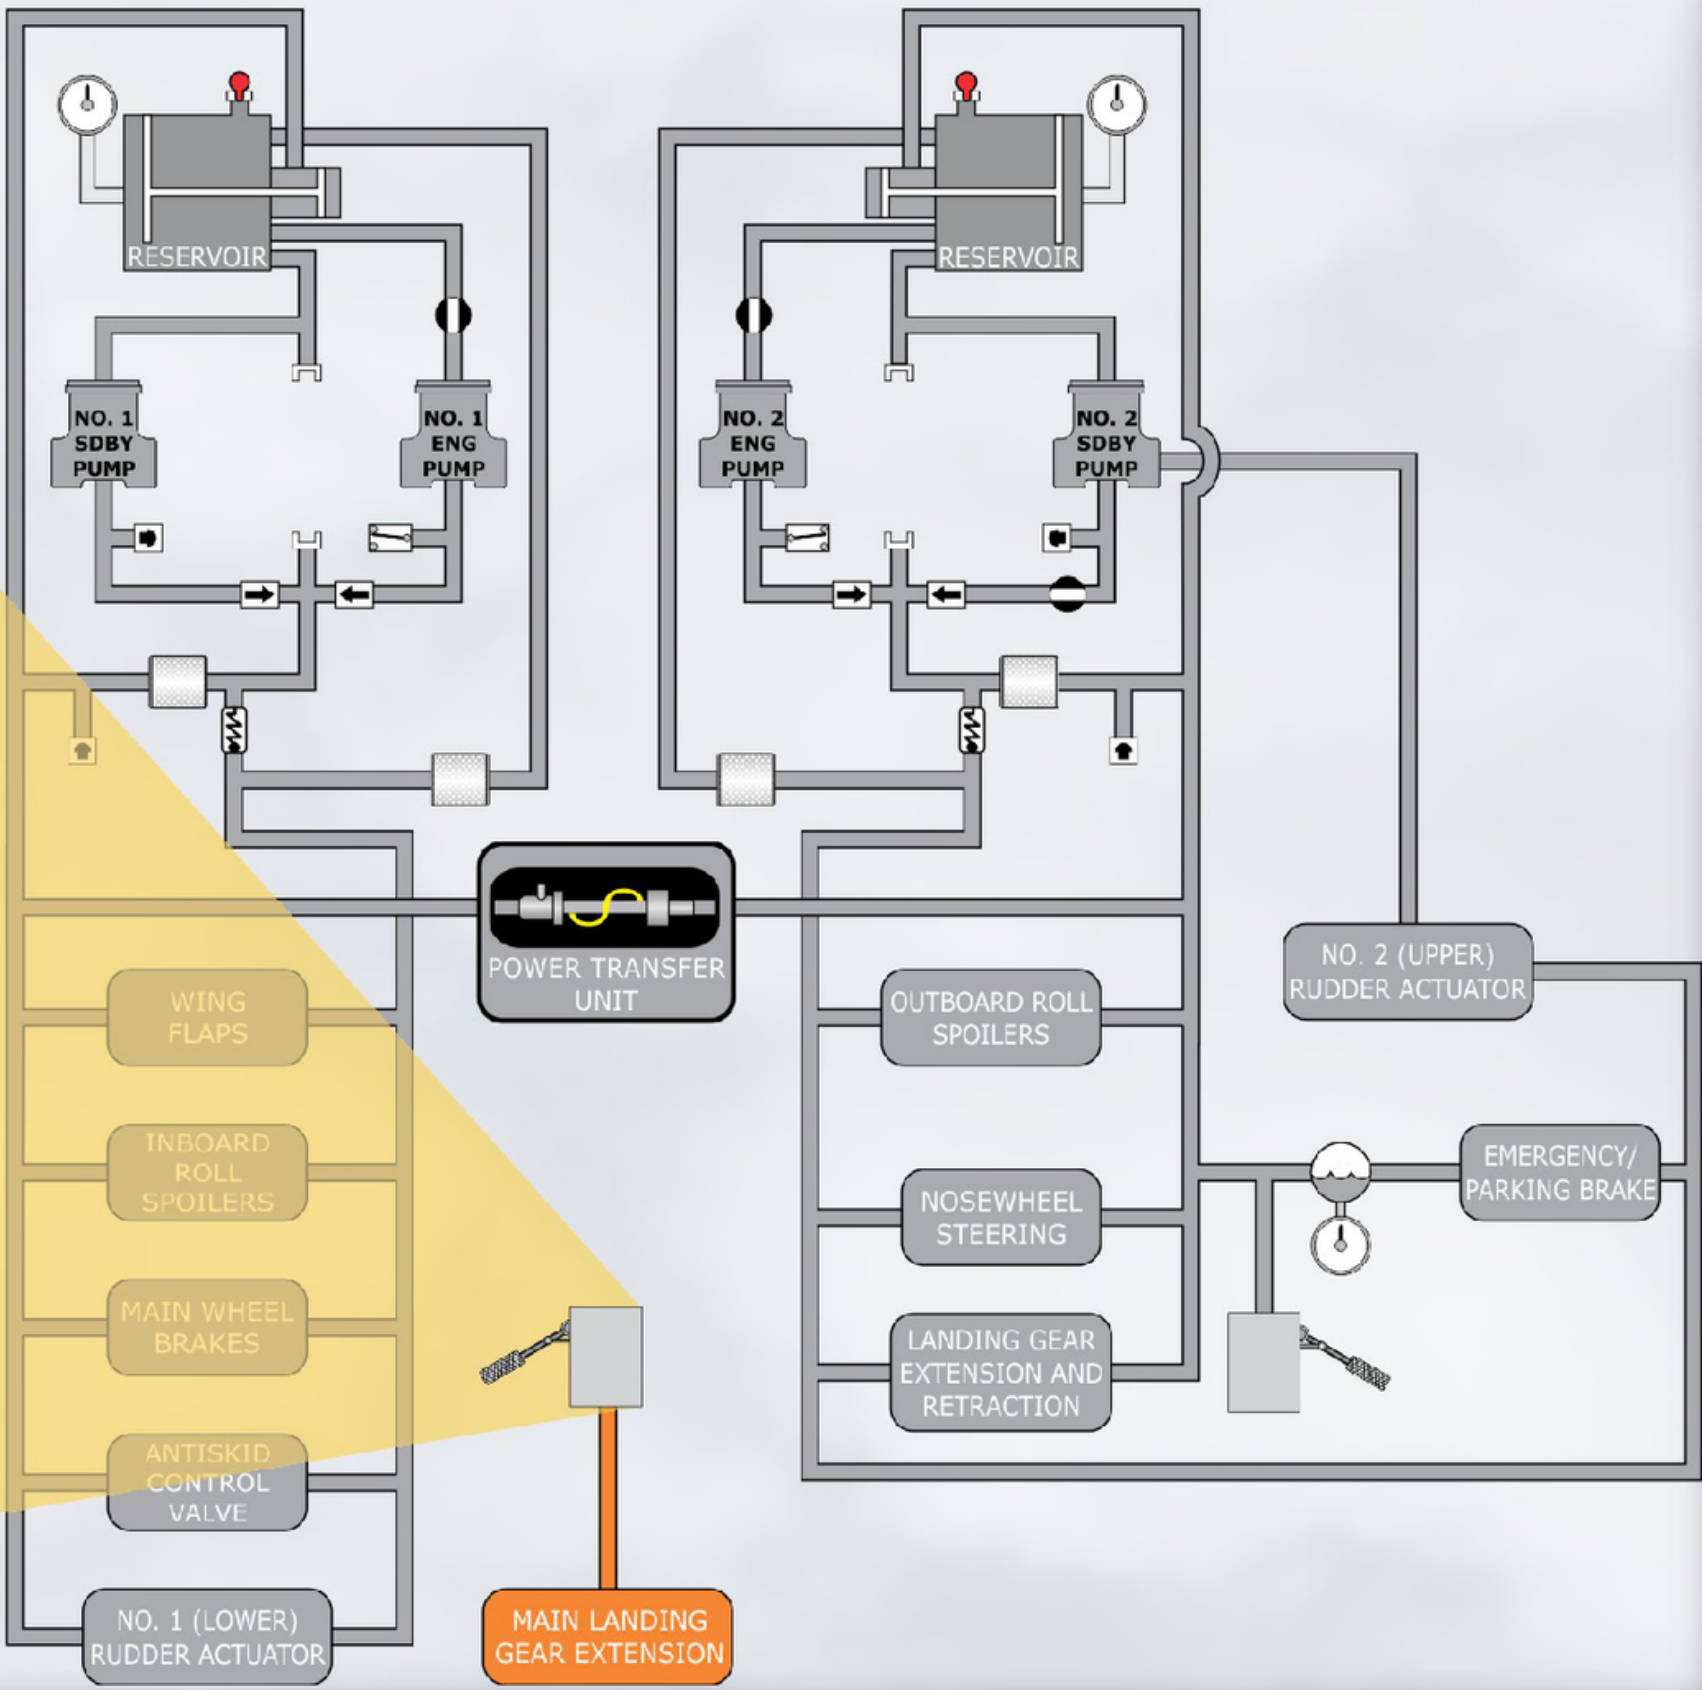 RESERVOIR
RESERVOIR
NO. 1
SDBY
PUMP
NO. 1
ENG
PUMP
NO. 2
ENG
PUMP
NO. 2
SDBY
PUMP
POWER TRANSFER
UNIT
WING
FLAPS
INBOARD
ROLL
SPOILERS
MAIN WHEEL
BRAKES
ANTISKID
CONTROL
VALVE
NO. 1 (LOWER)
RUDDER ACTUATOR
MAIN LANDING
GEAR EXTENSION
OUTBOARD ROLL
SPOILERS
NOSEWHEEL
STEERING
LANDING GEAR
EXTENSION AND
RETRACTION
NO. 2 (UPPER)
RUDDER ACTUATOR
EMERGENCY/
PARKING BRAKE